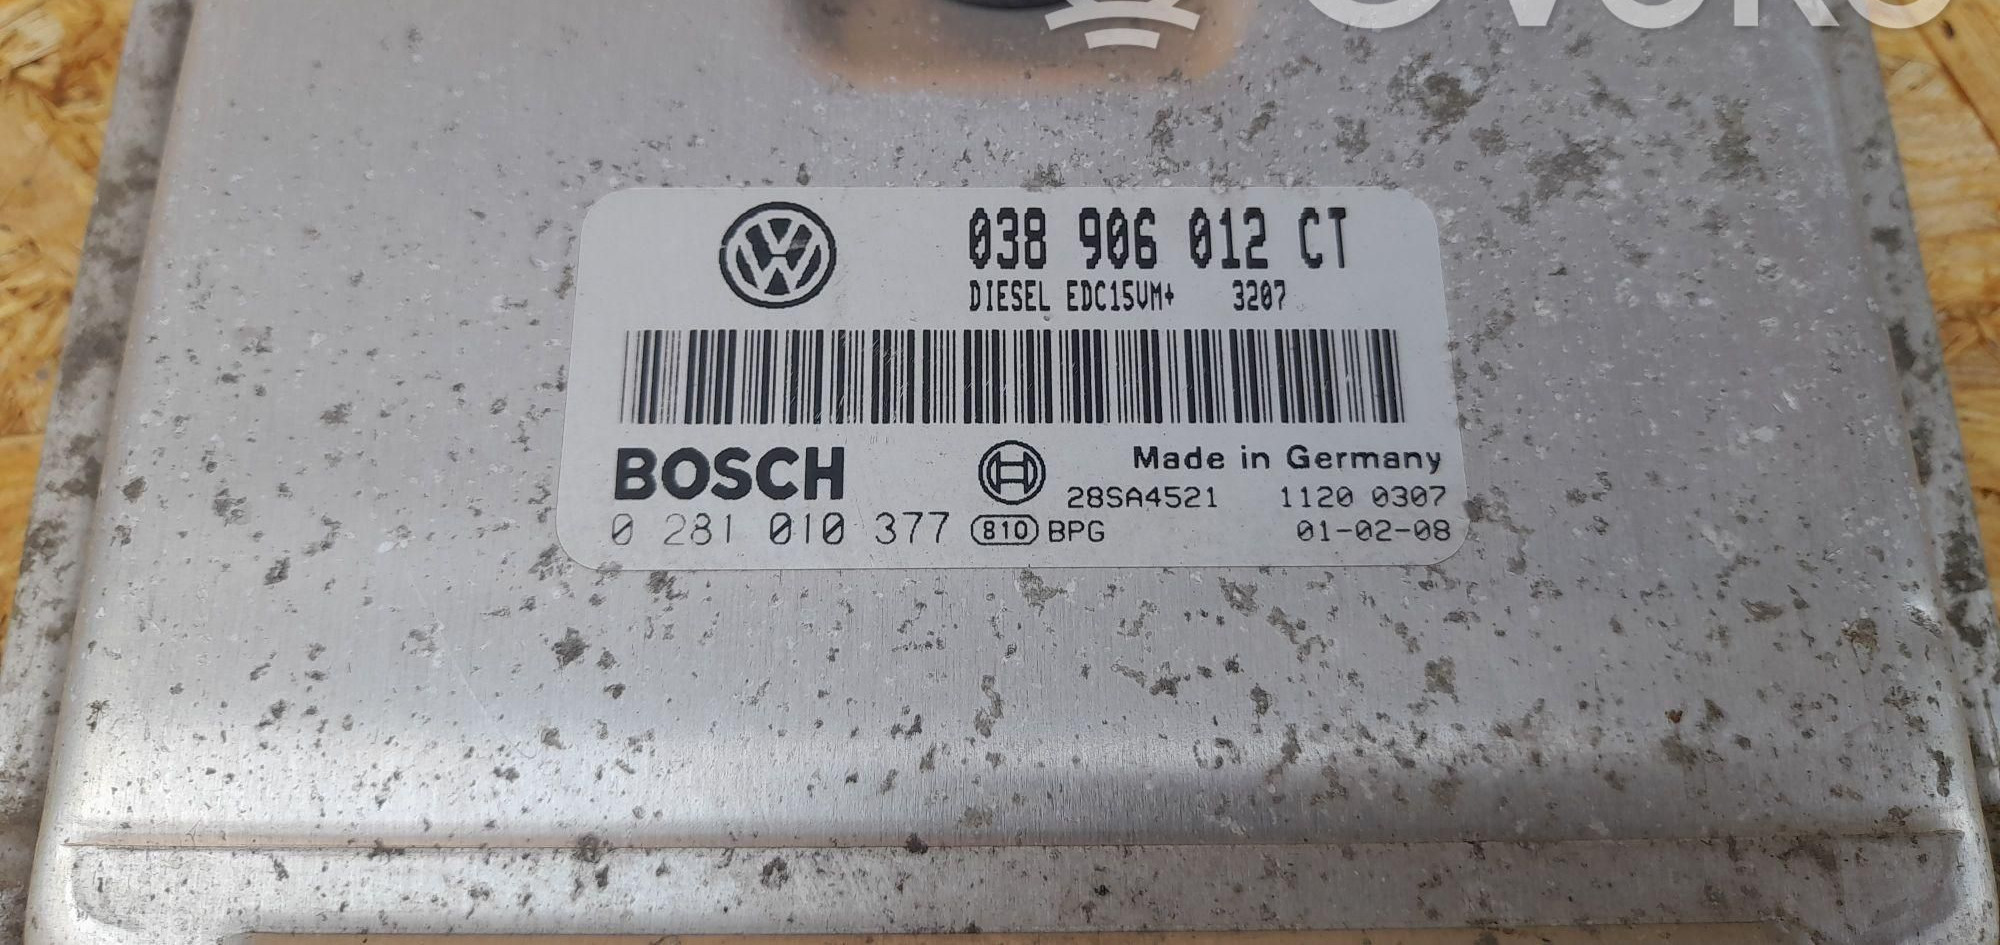 038 906 012 CT
DIESEL EDC15VM+ 3207
BOSCH
Made in Germany
28SA4521 1120 0307
0 281 010 377 810 BPG 01-02-08